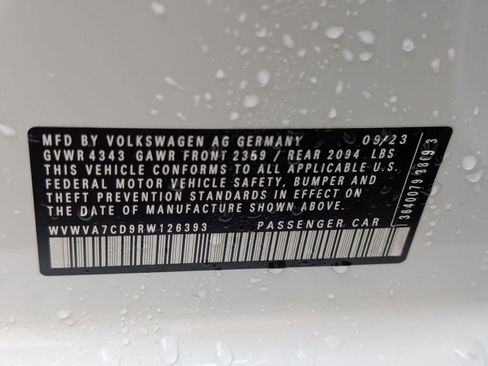 MFD BY VOLKSWAGEN AG GERMANY 09/23
GVWR 4343 GAWR FRONT 2359 / REAR 2094 LBS
THIS VEHICLE CONFORMS TO ALL APPLICABLE U.S.
FEDERAL MOTOR VEHICLE SAFETY, BUMPER AND
THEFT PREVENTION STANDARDS IN EFFECT ON
THE DATE OF MANUFACTURE SHOWN ABOVE.
WVWVA7CD9RW126393 PASSENGER CAR